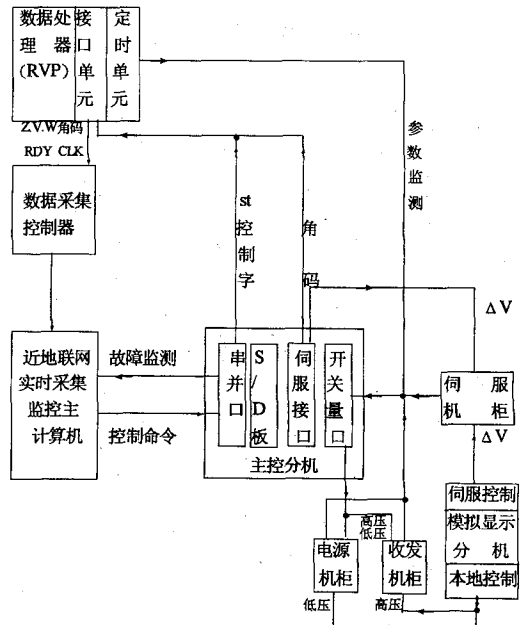 数据处
理器
(RVP)
接口单元
定时单元
Z V.W角码
RDY CLK
数据采集
控制器
st控制字
角码
参数监测
ΔV
近地联网
实时采集
监控主
计算机
故障监测
控制命令
串并口
S/D板
伺服接口
开关量口
主控分机
伺服
机柜
ΔV
伺服控制
模拟显示
分机
本地控制
高压
低压
电源
机柜
收发
机柜
低压
高压